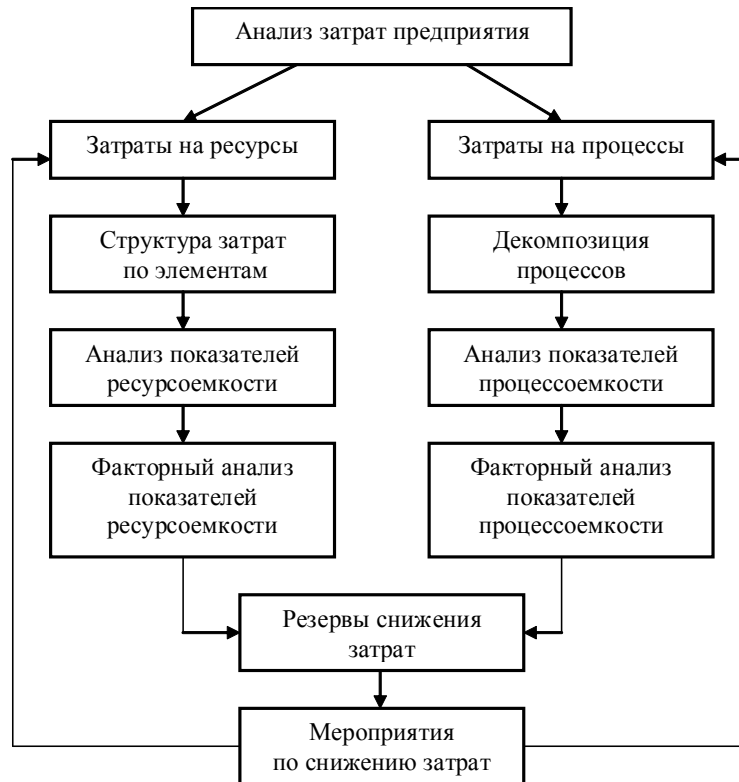 Анализ затрат предприятия
Затраты на ресурсы
Затраты на процессы
Структура затрат
по элементам
Декомпозиция
процессов
Анализ показателей
ресурсоемкости
Анализ показателей
процессоемкости
Факторный анализ
показателей
ресурсоемкости
Факторный анализ
показателей
процессоемкости
Резервы снижения
затрат
Мероприятия
по снижению затрат